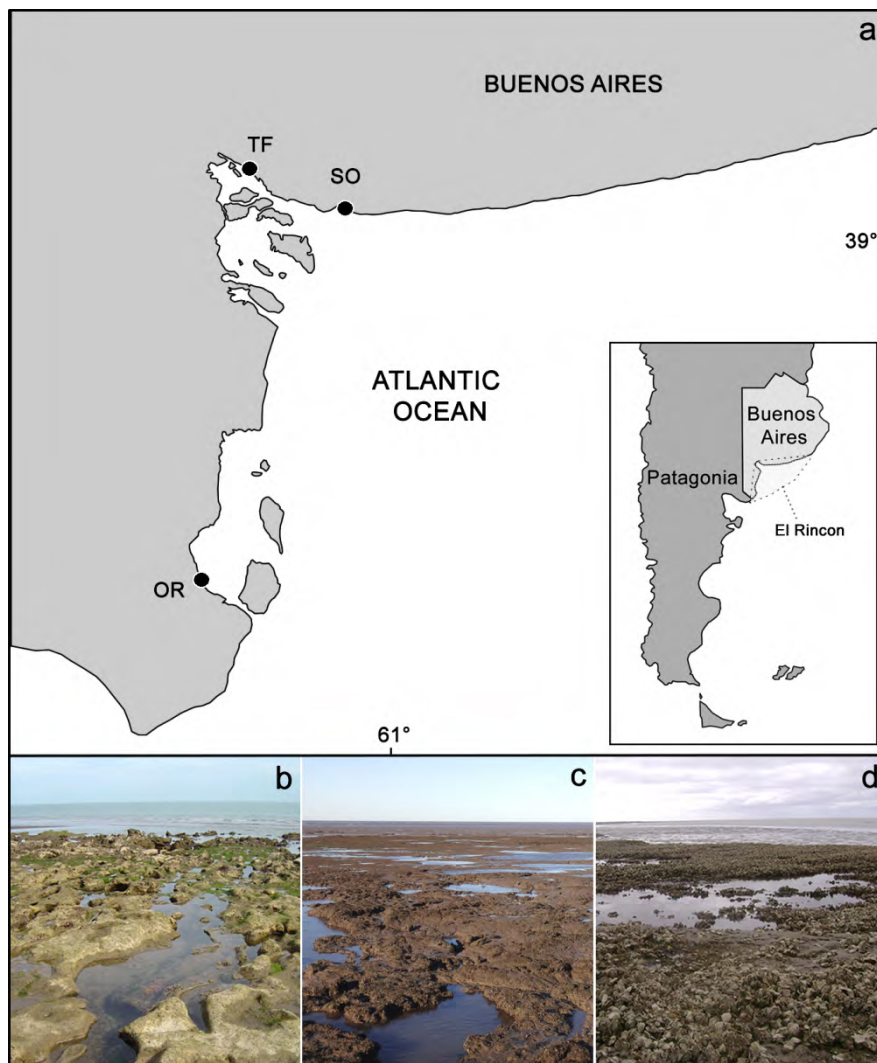 a
BUENOS AIRES
TF
SO
39°
ATLANTIC
OCEAN
Buenos
Aires
Patagonia
El Rincon
OR
61°
b
c
d